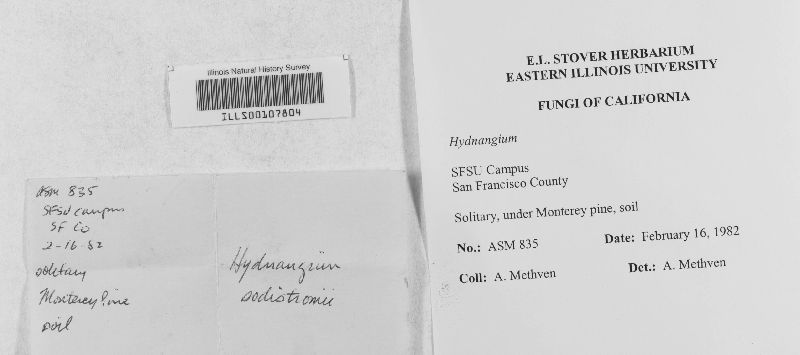 Illinois Natural History Survey
ILLS00107804
asm 835
SFSU campus
SF Co
2-16-82
solitary
Monterey Pine
soil
Hydnangium
sodistromii
E.L. STOVER HERBARIUM
EASTERN ILLINOIS UNIVERSITY
FUNGI OF CALIFORNIA
Hydnangium
SFSU Campus
San Francisco County
Solitary, under Monterey pine, soil
No.: ASM 835 Date: February 16, 1982
Coll: A. Methven Det.: A. Methven